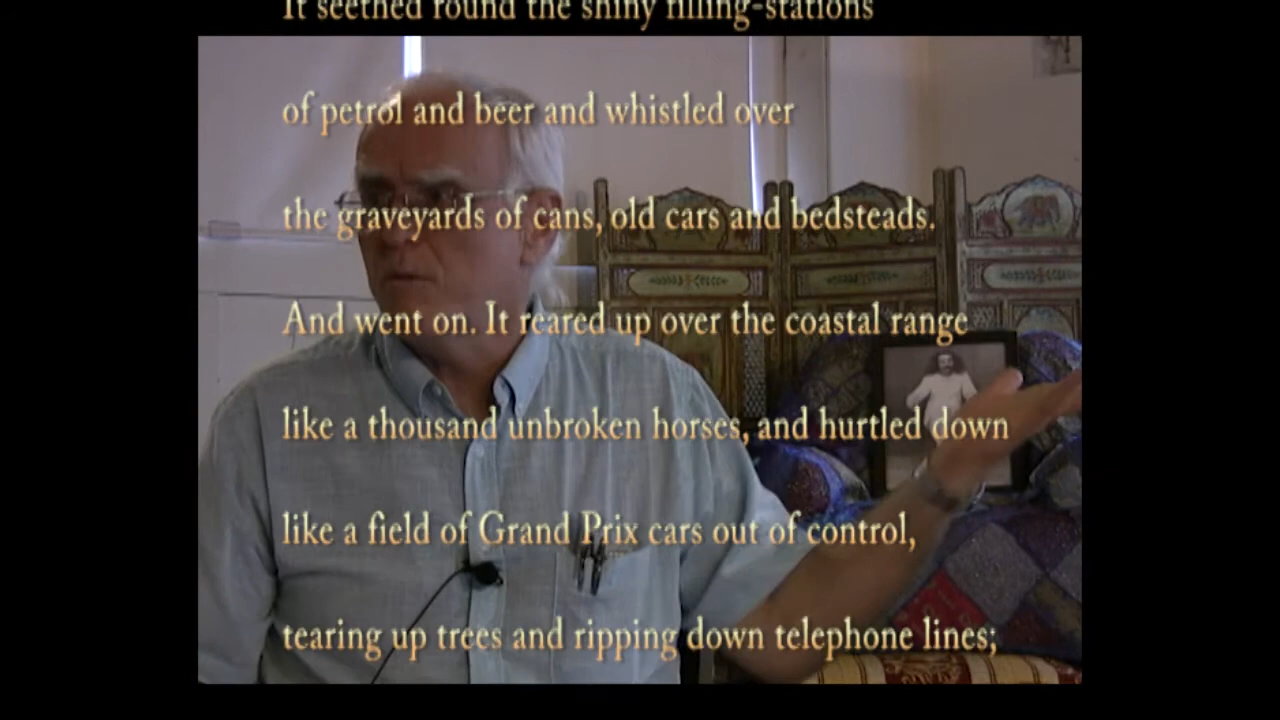 It seethed round the shiny filling-stations
of petrol and beer and whistled over
the graveyards of cans, old cars and bedsteads.
And went on. It reared up over the coastal range
like a thousand unbroken horses, and hurtled down
like a field of Grand Prix cars out of control,
tearing up trees and ripping down telephone lines;